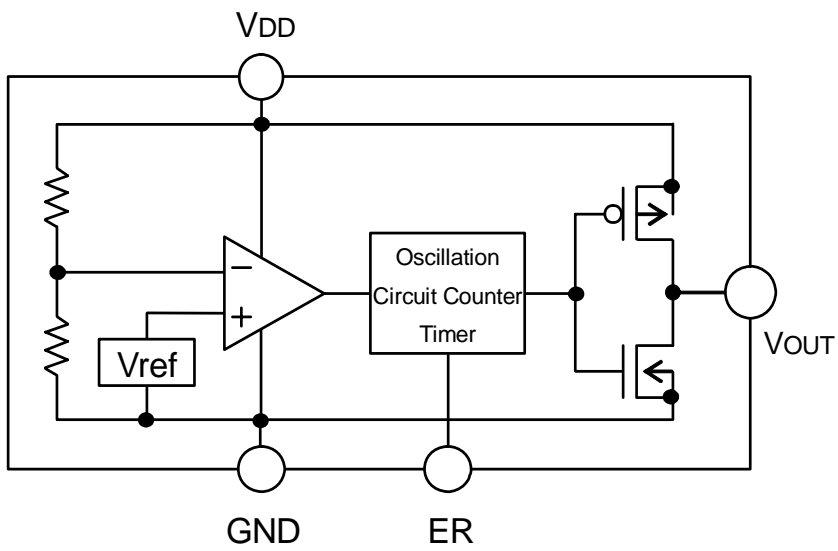 VDD
Oscillation
Circuit Counter
Timer
−
+
Vref
VOUT
GND
ER